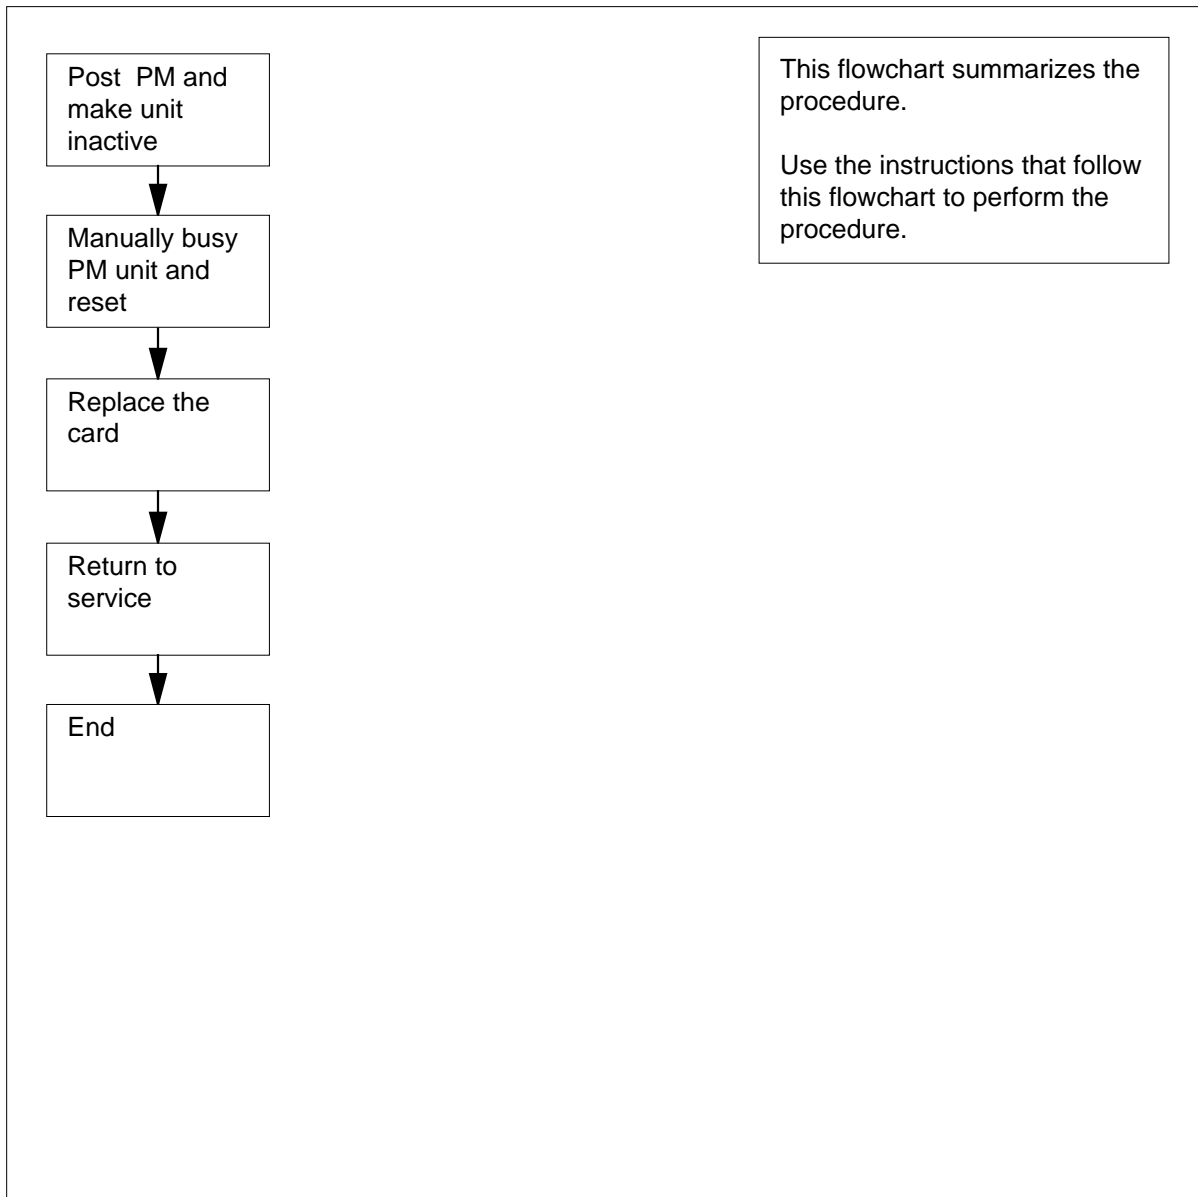 Post  PM and
make unit
inactive
Manually busy
PM unit and
reset
Replace the
card
Return to
service
End
This flowchart summarizes the
procedure.
Use the instructions that follow
this flowchart to perform the
procedure.